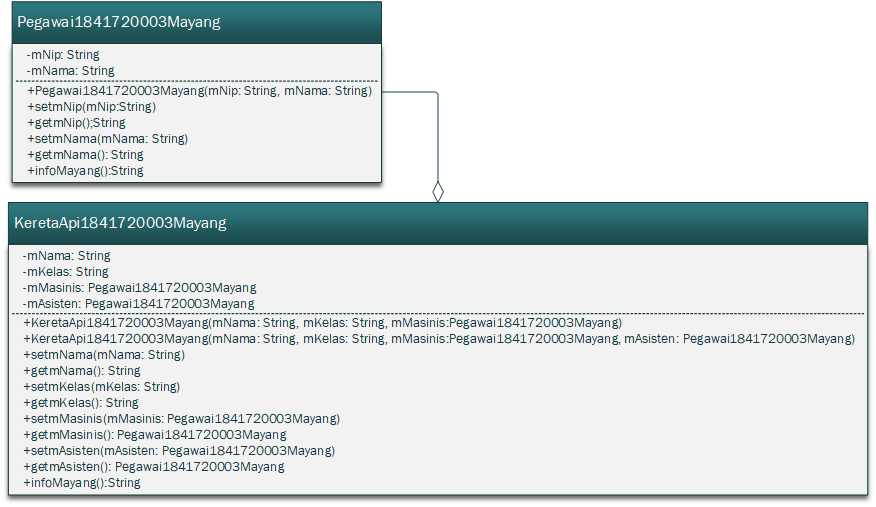 Pegawai1841720003Mayang
-mNip: String
-mNama: String
+Pegawai1841720003Mayang(mNip: String, mNama: String)
+setmNip(mNip:String)
+getmNip();String
+setmNama(mNama: String)
+getmNama(): String
+infoMayang():String
KeretaApi1841720003Mayang
-mNama: String
-mKelas: String
-mMasinis: Pegawai1841720003Mayang
-mAsisten: Pegawai1841720003Mayang
+KeretaApi1841720003Mayang(mNama: String, mKelas: String, mMasinis:Pegawai1841720003Mayang)
+KeretaApi1841720003Mayang(mNama: String, mKelas: String, mMasinis:Pegawai1841720003Mayang, mAsisten: Pegawai1841720003Mayang)
+setmNama(mNama: String)
+getmNama(): String
+setmKelas(mKelas: String)
+getmKelas(): String
+setmMasinis(mMasinis: Pegawai1841720003Mayang)
+getmMasinis(): Pegawai1841720003Mayang
+setmAsisten(mAsisten: Pegawai1841720003Mayang)
+getmAsisten(): Pegawai1841720003Mayang
+infoMayang():String